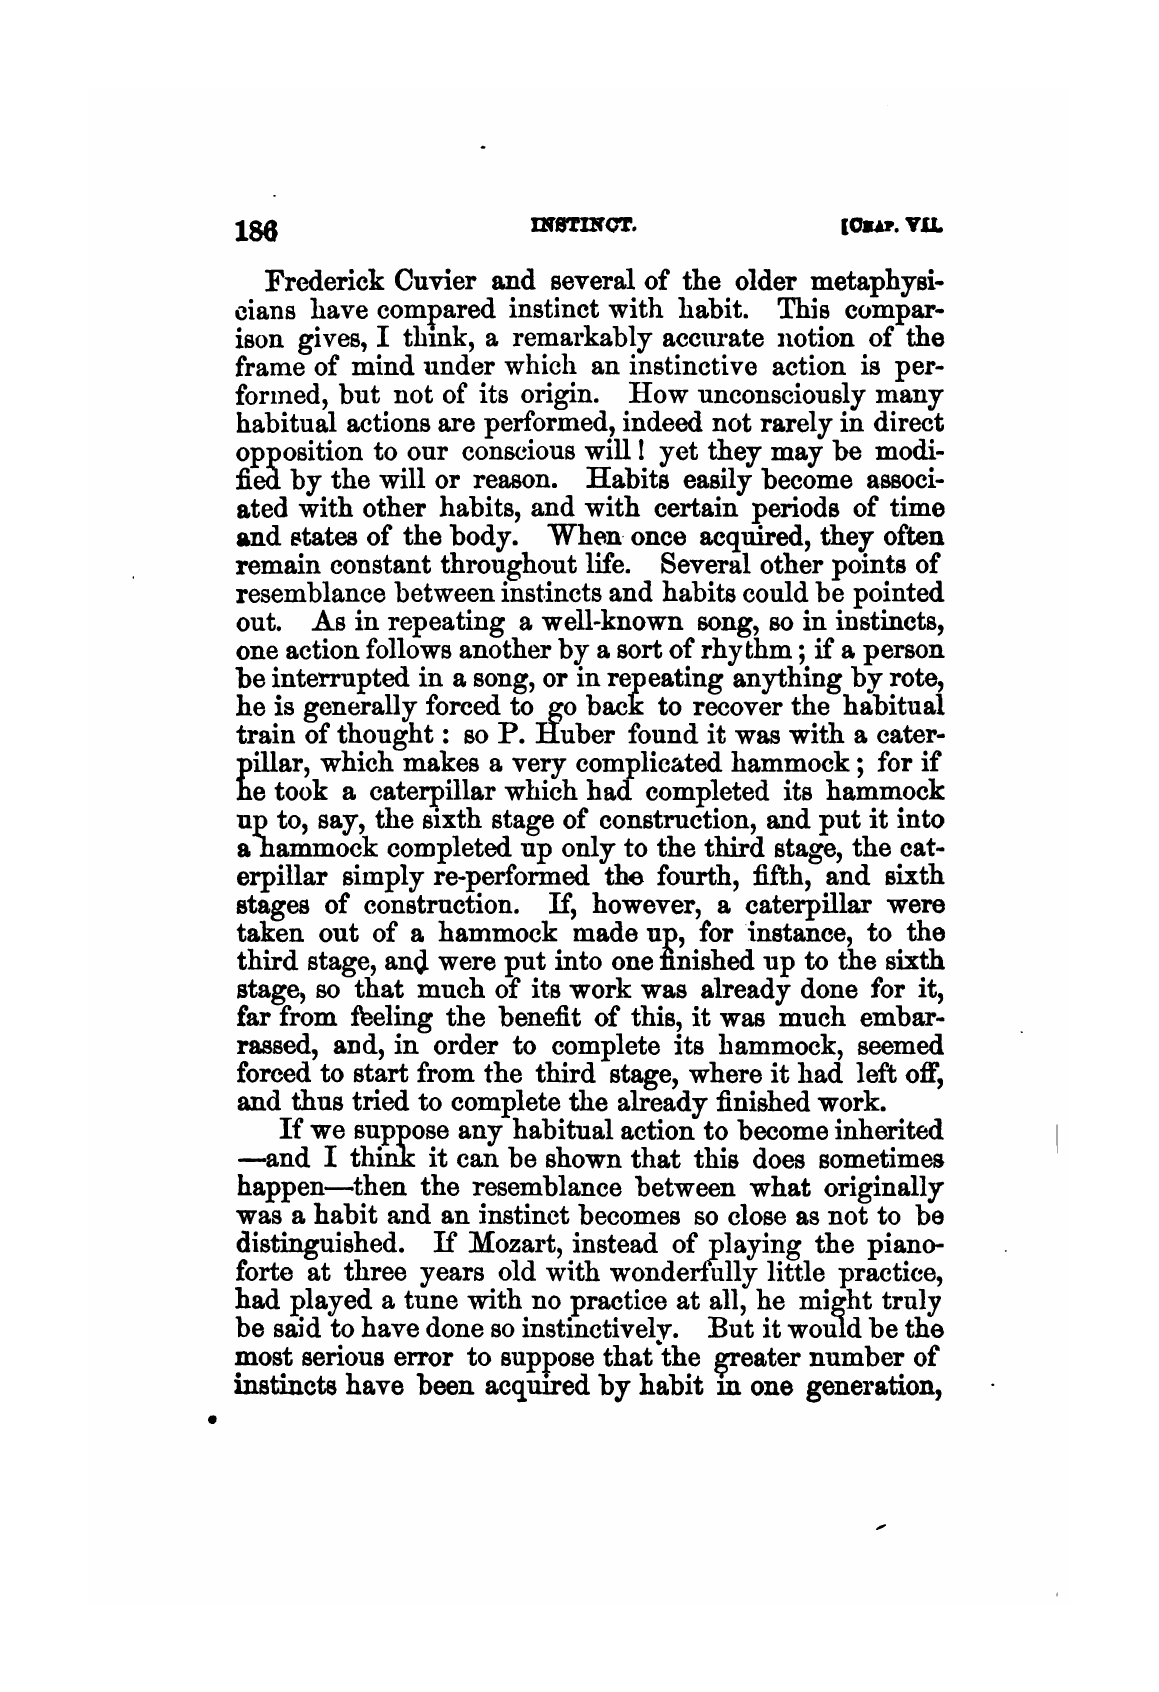 186 INSTINCT. [CHAP. VII.
Frederick Cuvier and several of the older metaphysi-
cians have compared instinct with habit. This compar-
ison gives, I think, a remarkably accurate notion of the
frame of mind under which an instinctive action is per-
formed, but not of its origin. How unconsciously many
habitual actions are performed, indeed not rarely in direct
opposition to our conscious will! yet they may be modi-
fied by the will or reason. Habits easily become associ-
ated with other habits, and with certain periods of time
and states of the body. When once acquired, they often
remain constant throughout life. Several other points of
resemblance between instincts and habits could be pointed
out. As in repeating a well-known song, so in instincts,
one action follows another by a sort of rhythm; if a person
be interrupted in a song, or in repeating anything by rote,
he is generally forced to go back to recover the habitual
train of thought: so P. Huber found it was with a cater-
pillar, which makes a very complicated hammock; for if
he took a caterpillar which had completed its hammock
up to, say, the sixth stage of construction, and put it into
a hammock completed up only to the third stage, the cat-
erpillar simply re-performed the fourth, fifth, and sixth
stages of construction. If, however, a caterpillar were
taken out of a hammock made up, for instance, to the
third stage, and were put into one finished up to the sixth
stage, so that much of its work was already done for it,
far from feeling the benefit of this, it was much embar-
rassed, and, in order to complete its hammock, seemed
forced to start from the third stage, where it had left off,
and thus tried to complete the already finished work.
If we suppose any habitual action to become inherited
—and I think it can be shown that this does sometimes
happen—then the resemblance between what originally
was a habit and an instinct becomes so close as not to be
distinguished. If Mozart, instead of playing the piano-
forte at three years old with wonderfully little practice,
had played a tune with no practice at all, he might truly
be said to have done so instinctively. But it would be the
most serious error to suppose that the greater number of
instincts have been acquired by habit in one generation,